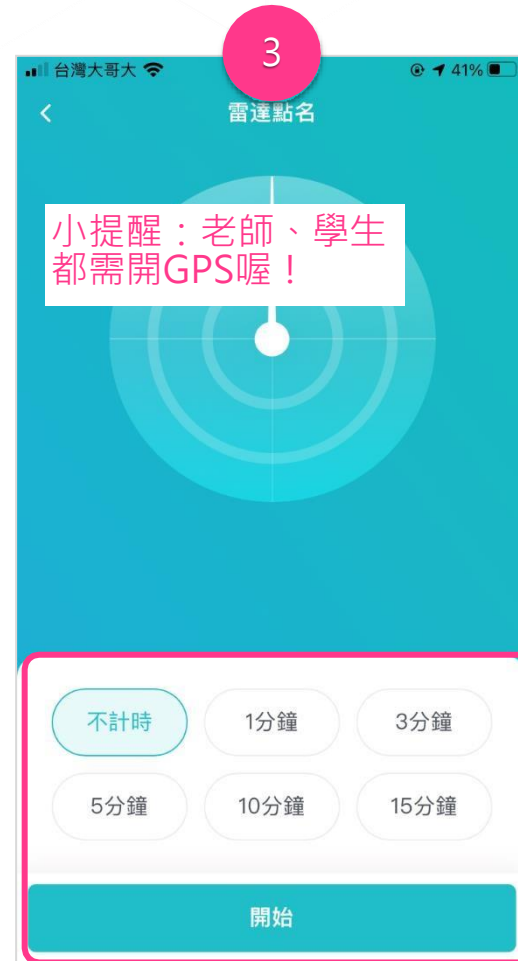 3
台灣大哥大
41%
雷達點名
小提醒：老師、學生
都需開GPS喔！
不計時
1分鐘
3分鐘
5分鐘
10分鐘
15分鐘
開始